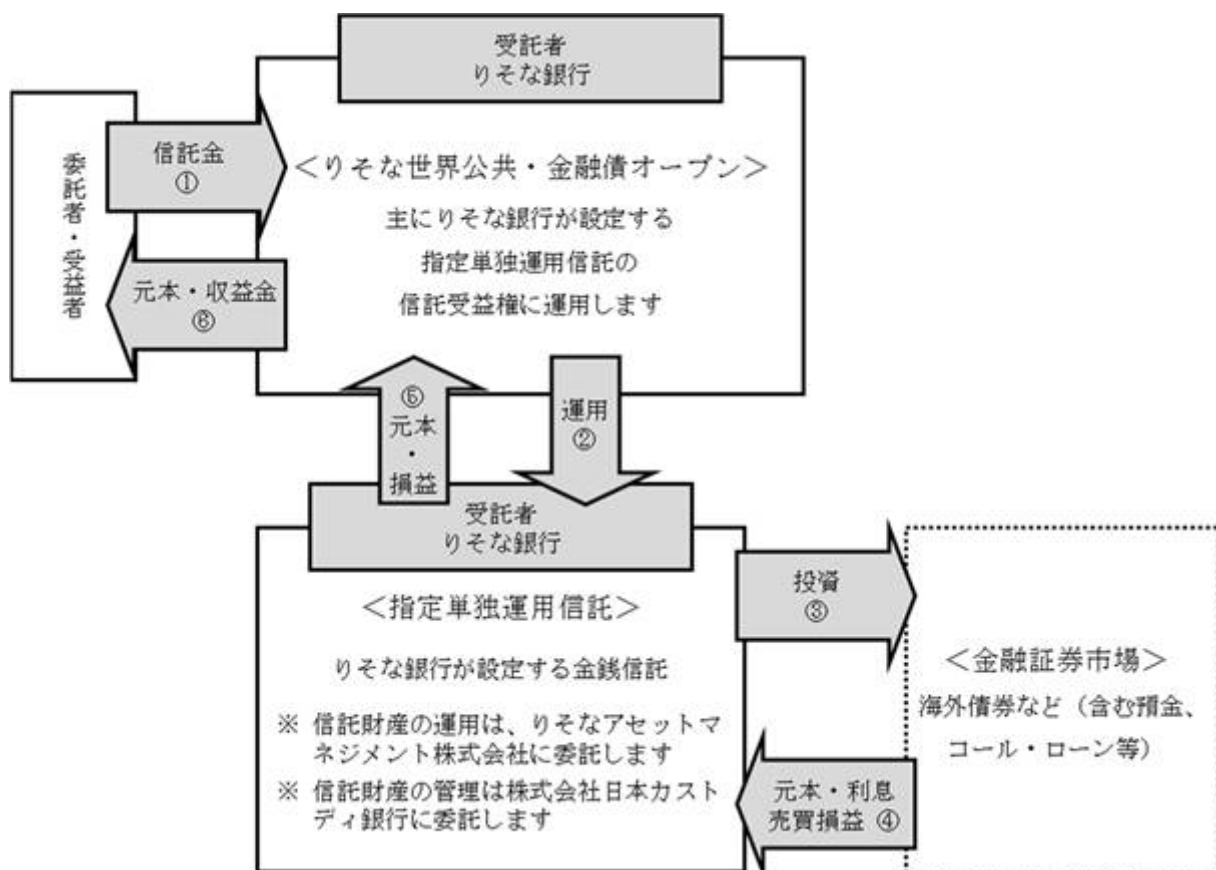 受託者
りそな銀行
委託者・受益者
信託金
①
＜りそな世界公共・金融債オープン＞
主にりそな銀行が設定する
指定単独運用信託の
信託受益権に運用します
元本・収益金
⑥
⑤
元本
・
損益
運用
②
受託者
りそな銀行
＜指定単独運用信託＞
りそな銀行が設定する金銭信託
※ 信託財産の運用は、りそなアセットマ
ネジメント株式会社に委託します
※ 信託財産の管理は株式会社日本カスト
ディ銀行に委託します
投資
③
＜金融証券市場＞
海外債券など（含む預金、
コール・ローン等）
元本・利息
売買損益 ④